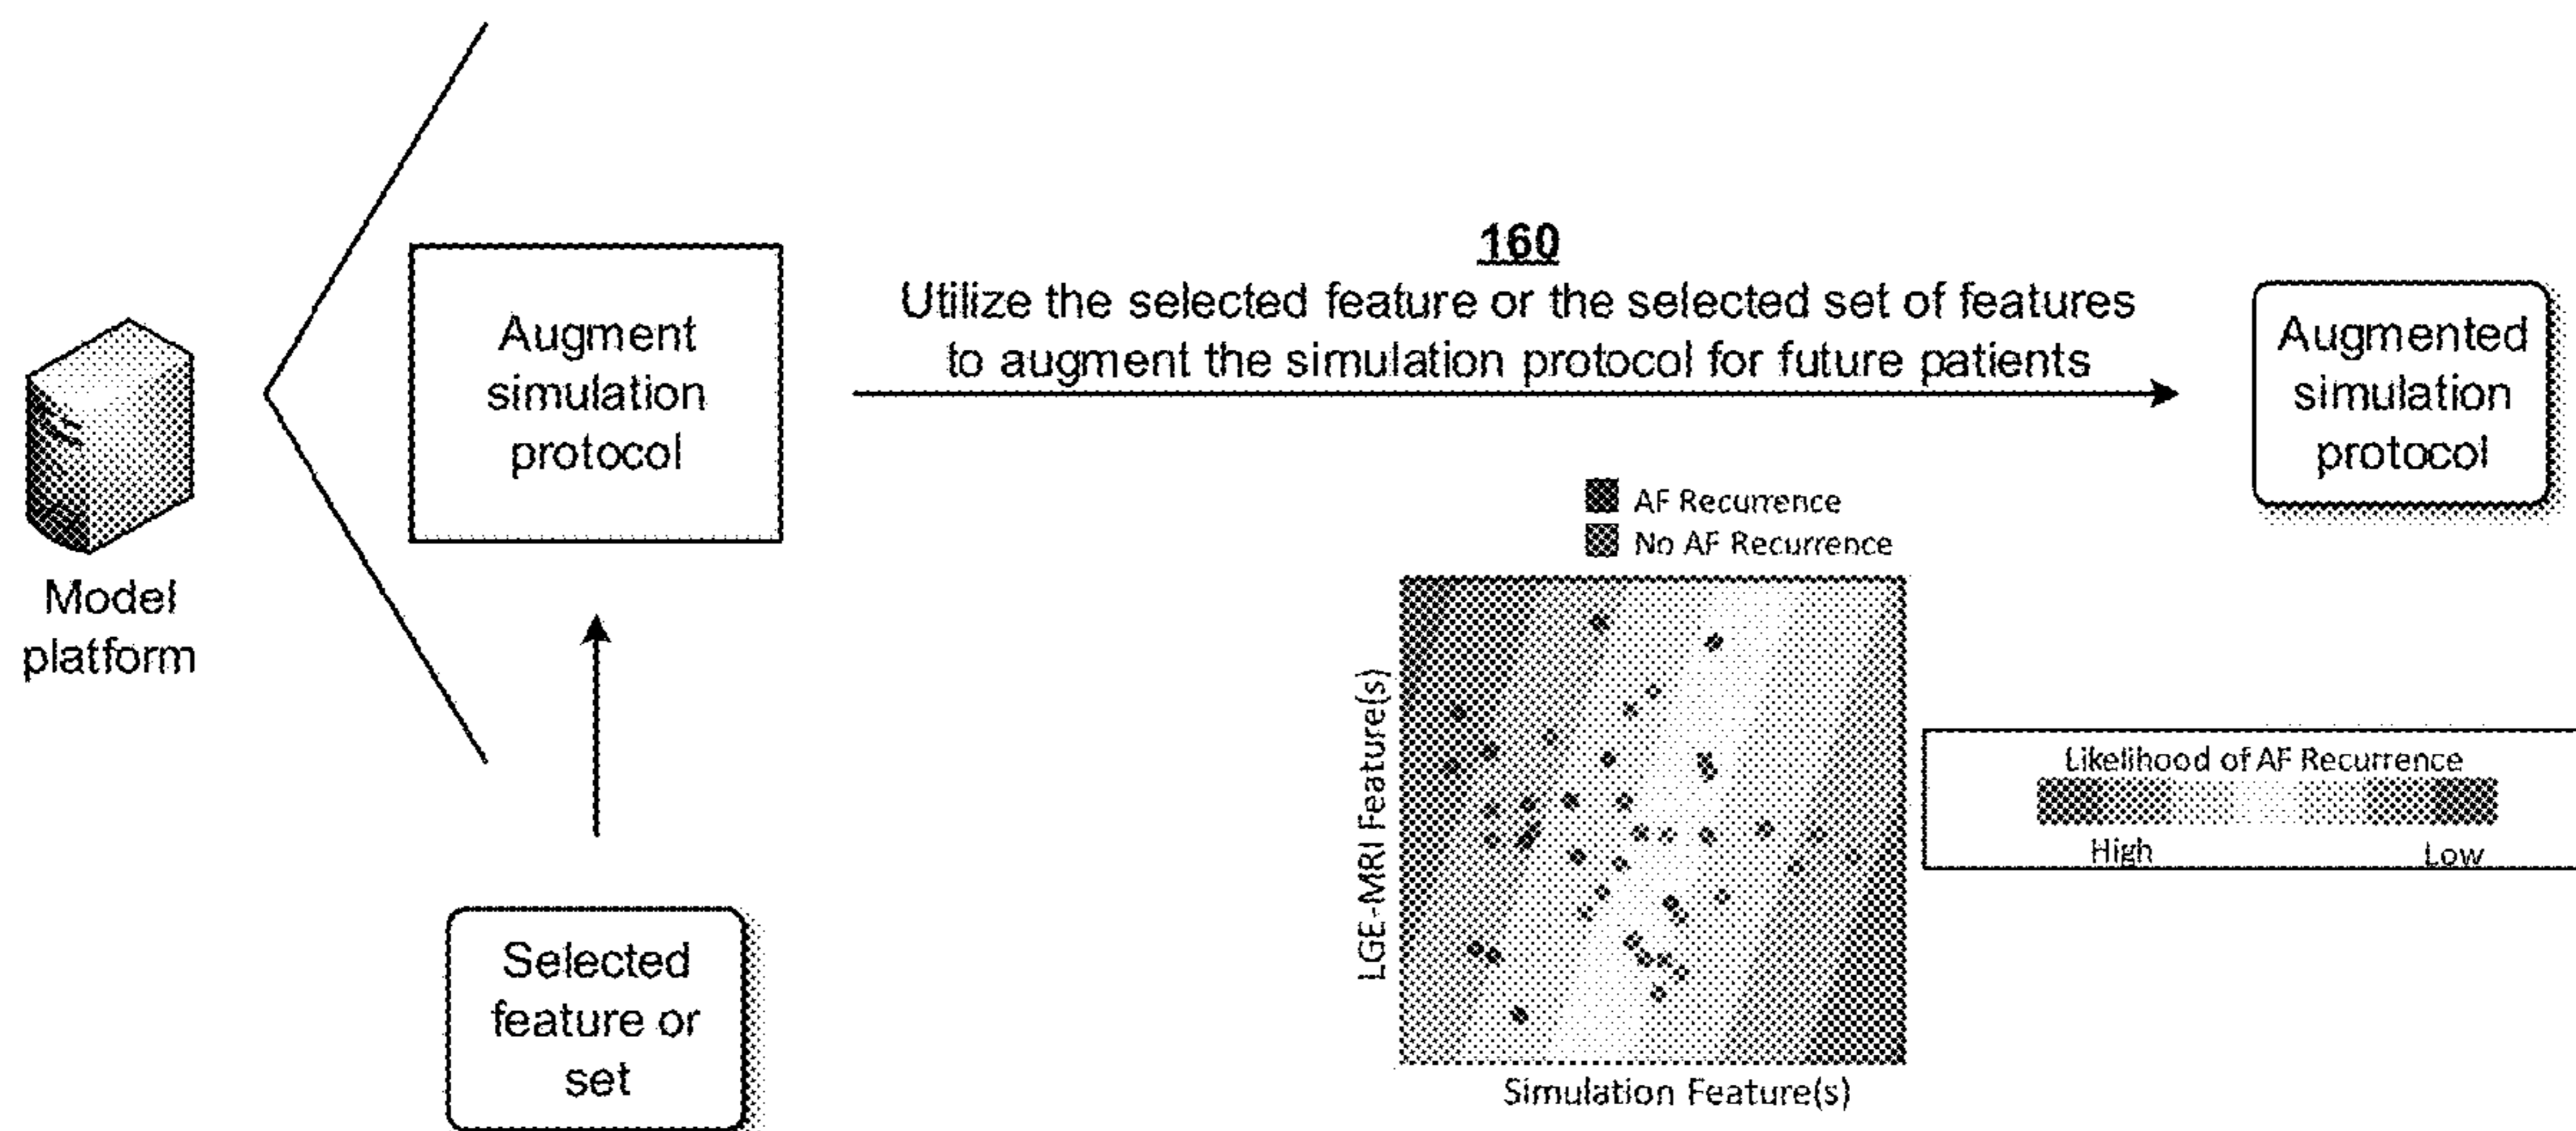 160
Utilize the selected feature or the selected set of features
to augment the simulation protocol for future patients
Augment
simulation
protocol
Augmented
simulation
protocol
Model
platform
AF Recurrence
No AF Recurrence
LGE-MRI Feature(s)
Simulation Feature(s)
Likelihood of AF Recurrence
High
Low
Selected
feature or
set